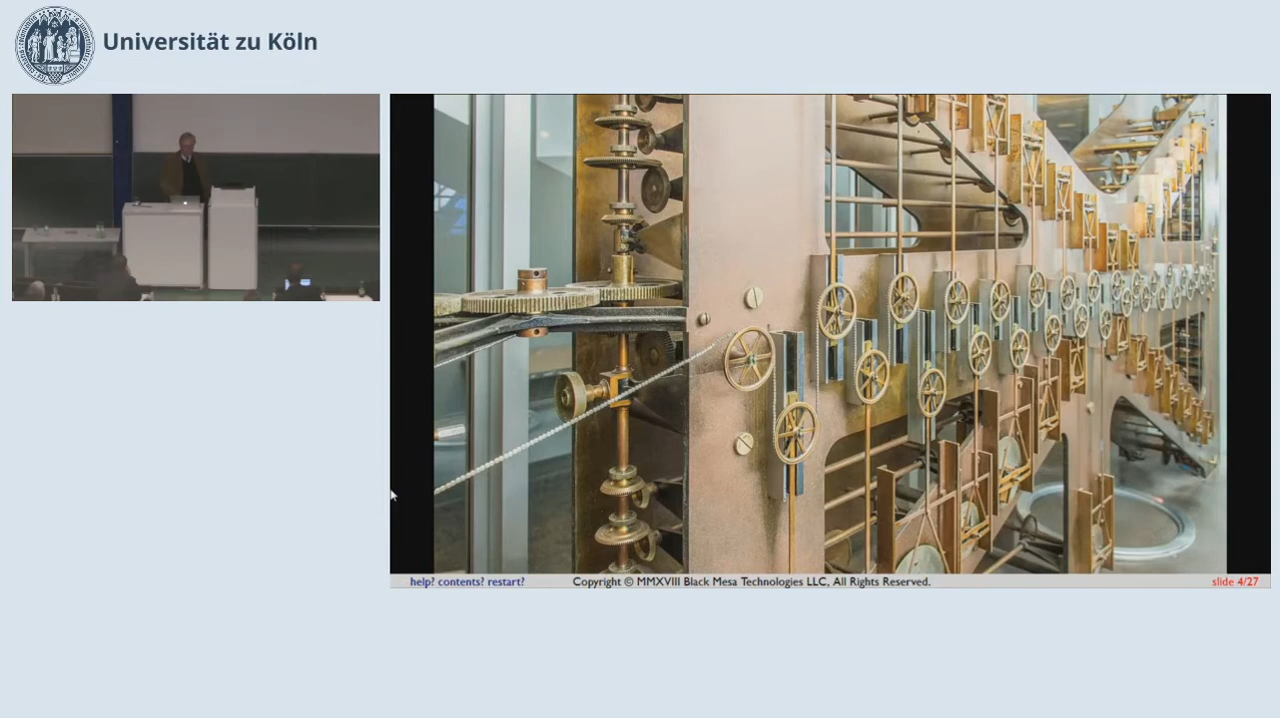 Universität zu Köln
help? contents? restart?
Copyright © MMXVIII Black Mesa Technologies LLC, All Rights Reserved.
slide 4/27